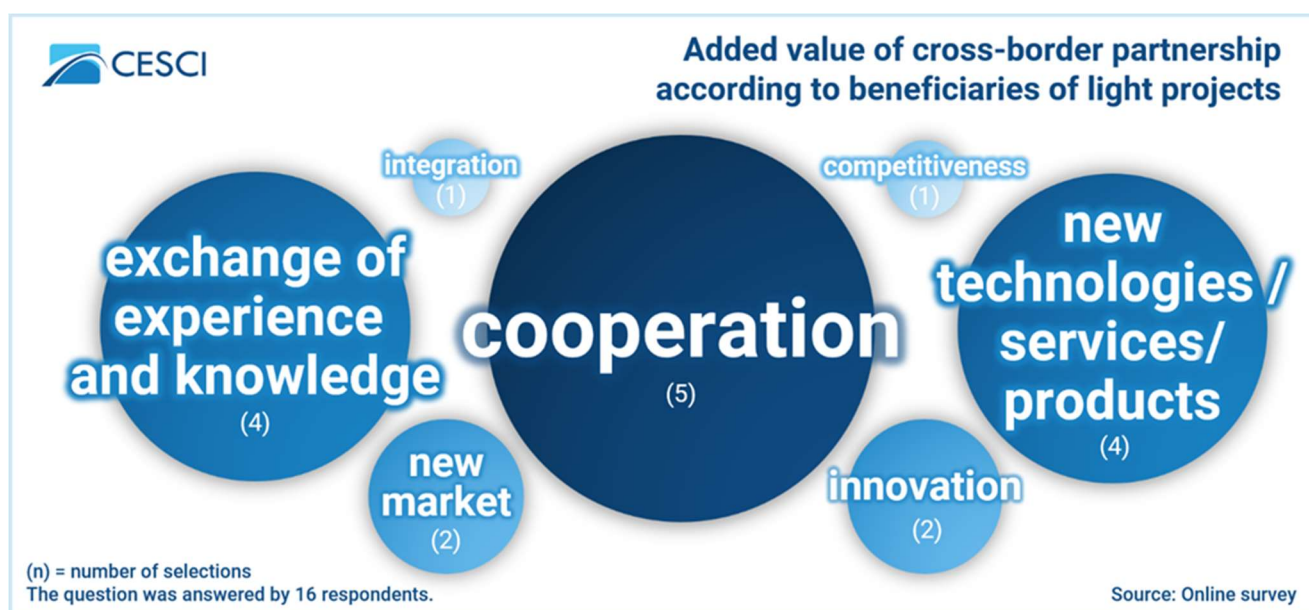 CESCI
Added value of cross-border partnership
according to beneficiaries of light projects
integration
(1)
competitiveness
(1)
exchange of
experience
and knowledge
(4)
cooperation
(5)
new
technologies /
services/
products
(4)
new
market
(2)
innovation
(2)
(n) = number of selections
The question was answered by 16 respondents.
Source: Online survey